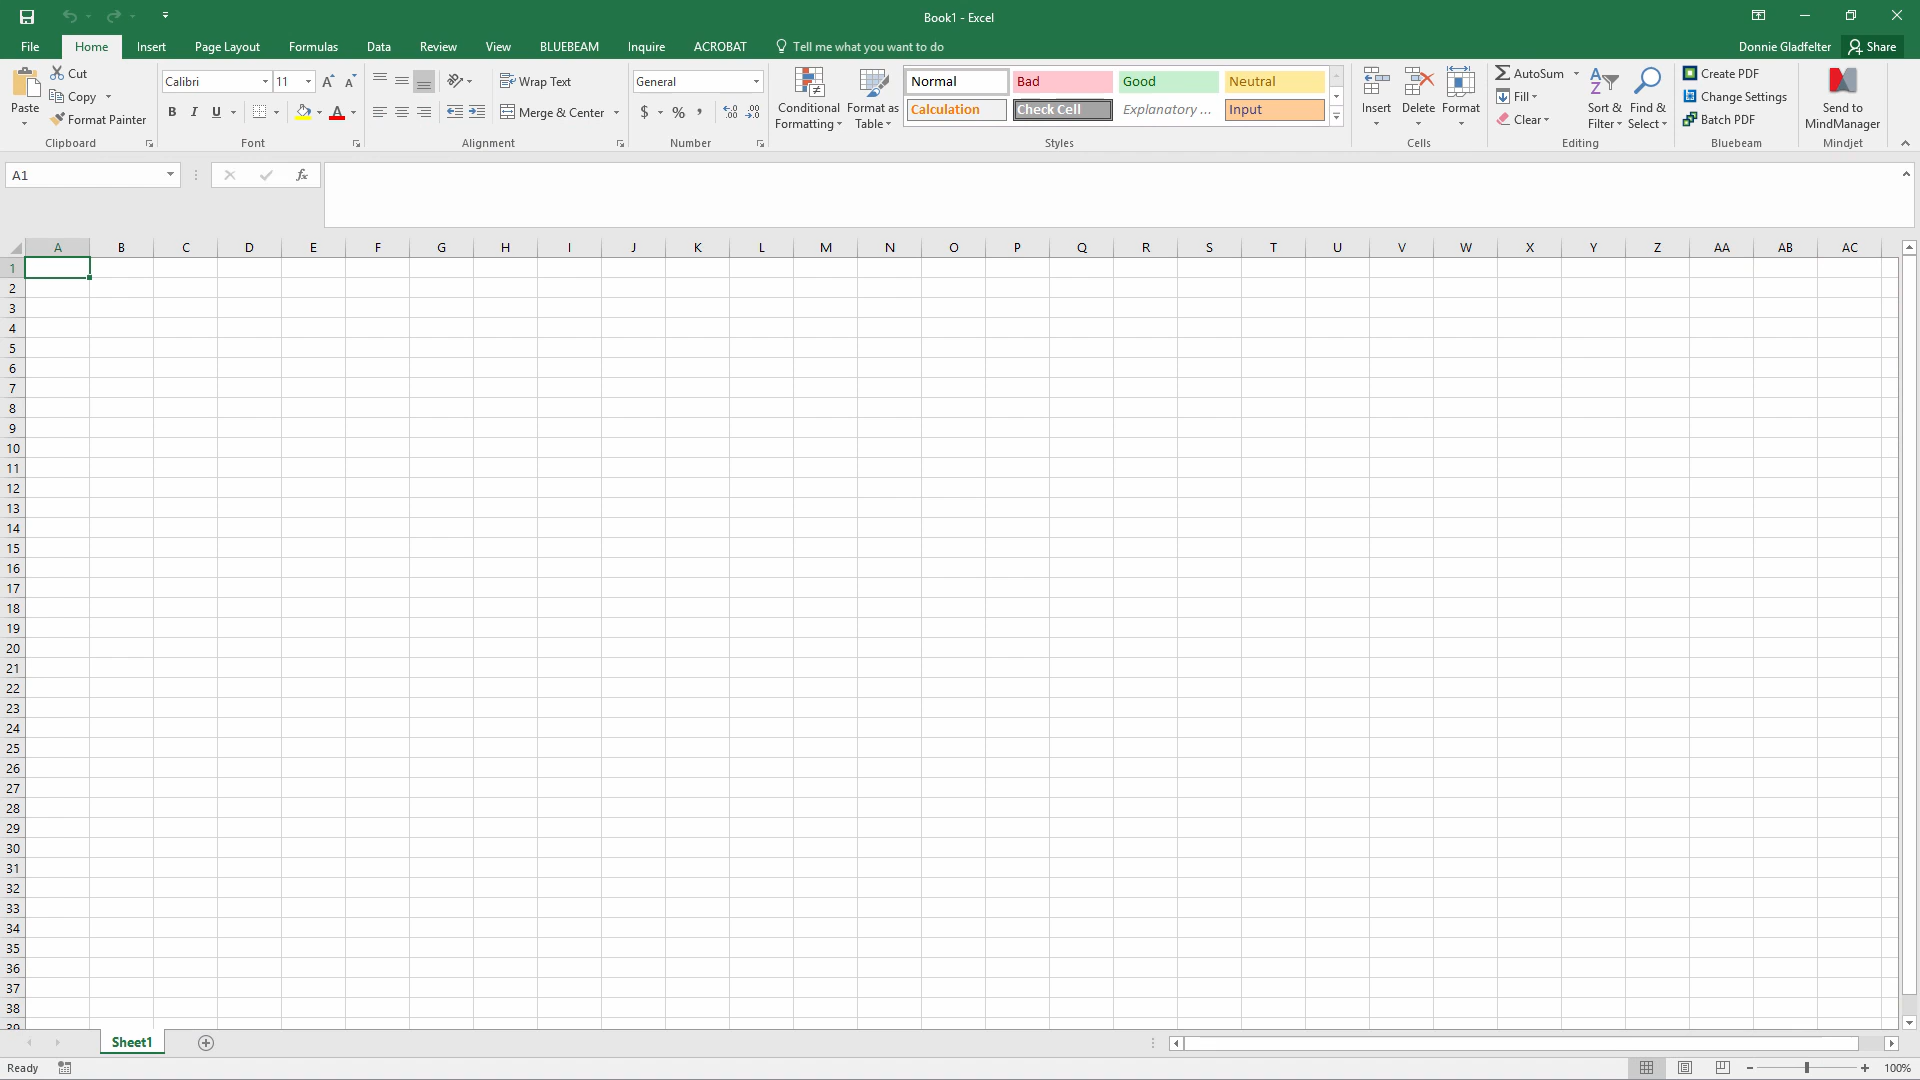 Book1 - Excel
File Home Insert Page Layout Formulas Data Review View BLUEBEAM Inquire ACROBAT Tell me what you want to do Donnie Gladfelter Share
Paste
Cut
Copy
Format Painter
Clipboard
Calibri 11
B I U A
Font
Wrap Text
Merge & Center
Alignment
General
$ % ,
Number
Conditional Formatting
Format as Table
Normal Bad Good Neutral
Calculation Check Cell Explanatory ... Input
Styles
Insert Delete Format
Cells
AutoSum
Fill
Clear
Sort & Filter
Find & Select
Editing
Create PDF
Change Settings
Batch PDF
Bluebeam
Send to MindManager
Mindjet
A1 fx
A B C D E F G H I J K L M N O P Q R S T U V W X Y Z AA AB AC
1
2
3
4
5
6
7
8
9
10
11
12
13
14
15
16
17
18
19
20
21
22
23
24
25
26
27
28
29
30
31
32
33
34
35
36
37
38
39
Sheet1
Ready 100%